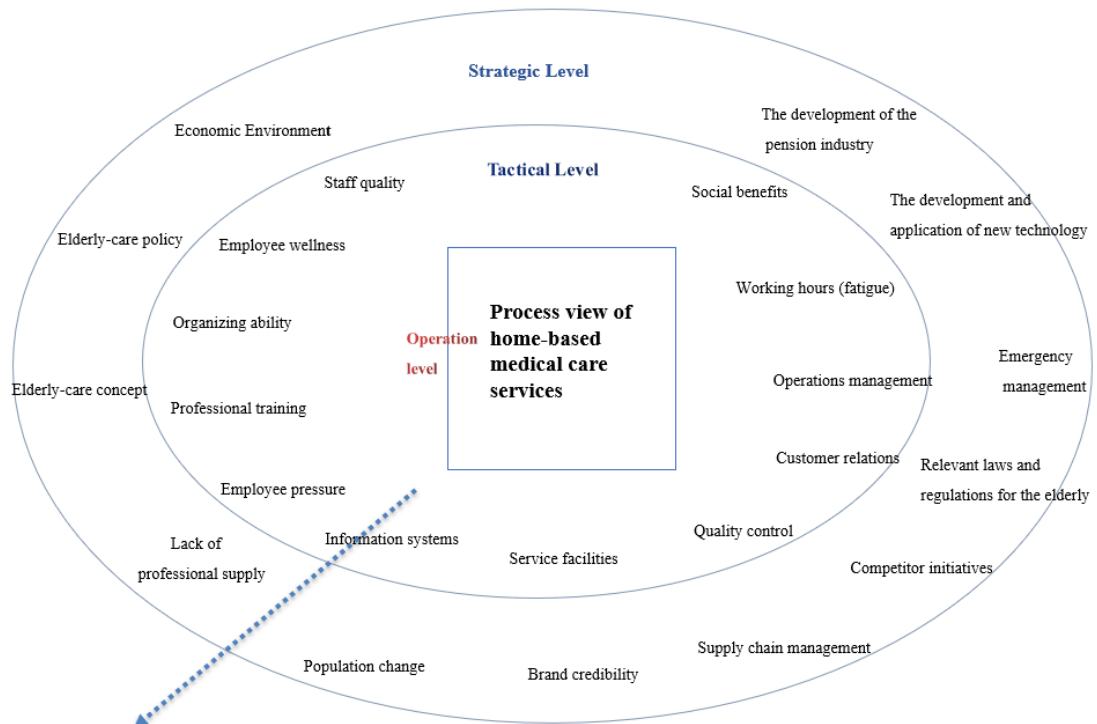 Strategic Level
Economic Environment
The development of the
pension industry
Tactical Level
Staff quality
Social benefits
The development and
application of new technology
Elderly-care policy
Employee wellness
Working hours (fatigue)
Organizing ability
Operation
level
Process view of
home-based
medical care
services
Emergency
management
Elderly-care concept
Professional training
Operations management
Customer relations
Relevant laws and
regulations for the elderly
Employee pressure
Information systems
Service facilities
Quality control
Lack of
professional supply
Competitor initiatives
Population change
Brand credibility
Supply chain management